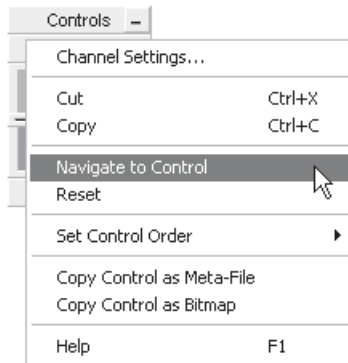 Controls
Channel Settings...
Cut Ctrl+X
Copy Ctrl+C
Navigate to Control
Reset
Set Control Order
Copy Control as Meta-File
Copy Control as Bitmap
Help F1